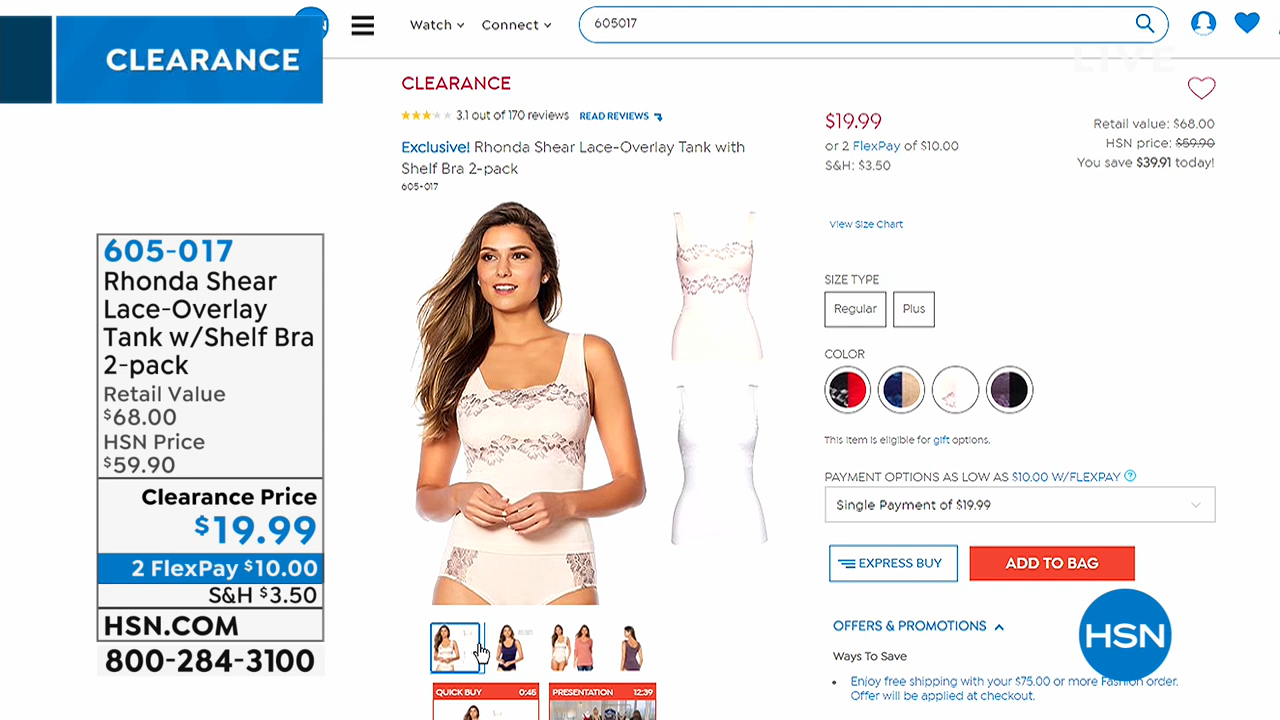 CLEARANCE
Watch
Connect
605017
LIVE
CLEARANCE
3.1 out of 170 reviews
READ REVIEWS
Exclusive! Rhonda Shear Lace-Overlay Tank with
Shelf Bra 2-pack
605-017
$19.99
or 2 FlexPay of $10.00
S&H: $3.50
Retail value: $68.00
HSN price: $59.90
You save $39.91 today!
View Size Chart
SIZE TYPE
Regular
Plus
COLOR
This item is eligible for gift options.
PAYMENT OPTIONS AS LOW AS $10.00 W/FLEXPAY ?
Single Payment of $19.99
EXPRESS BUY
ADD TO BAG
OFFERS & PROMOTIONS
Ways To Save
Enjoy free shipping with your $75.00 or more Fashion order.
Offer will be applied at checkout.
HSN
605-017
Rhonda Shear
Lace-Overlay
Tank w/Shelf Bra
2-pack
Retail Value
$68.00
HSN Price
$59.90
Clearance Price
$19.99
2 FlexPay $10.00
S&H $3.50
HSN.COM
800-284-3100
QUICK BUY 0:45
PRESENTATION 12:39